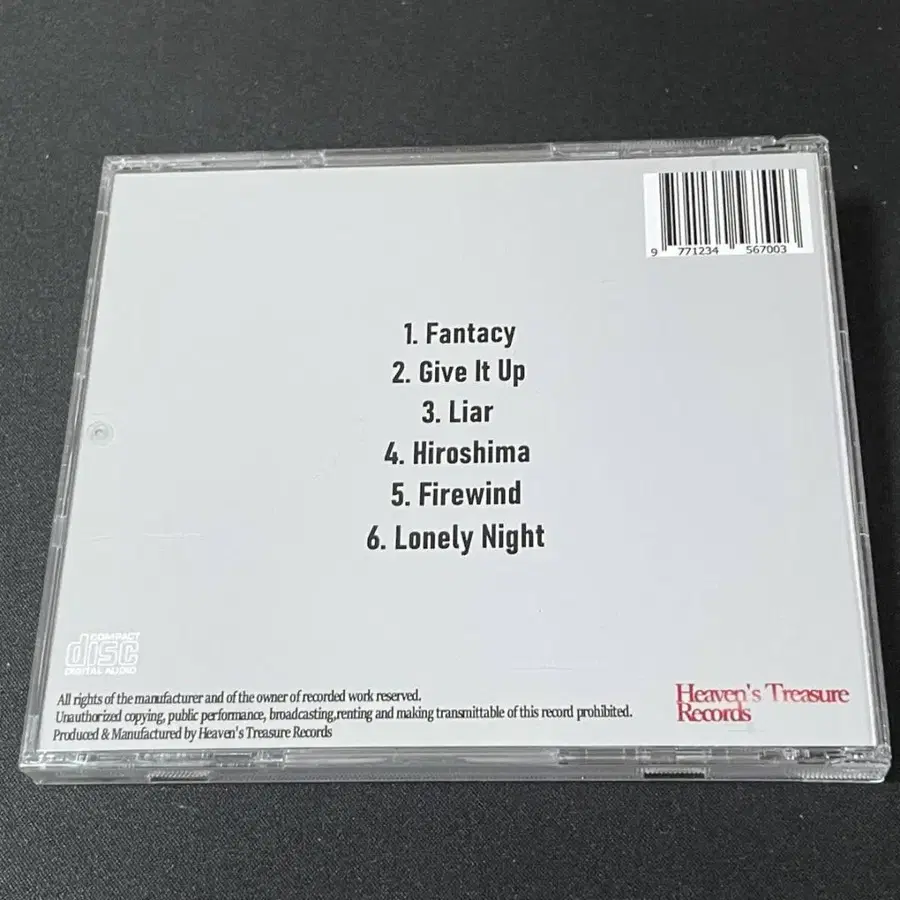 9 771234 567003
1. Fantacy
2. Give It Up
3. Liar
4. Hiroshima
5. Firewind
6. Lonely Night
COMPACT
disc
DIGITAL AUDIO
All rights of the manufacturer and of the owner of recorded work reserved.
Unauthorized copying, public performance, broadcasting,renting and making transmittable of this record prohibited.
Produced & Manufactured by Heaven's Treasure Records
Heaven's Treasure
Records